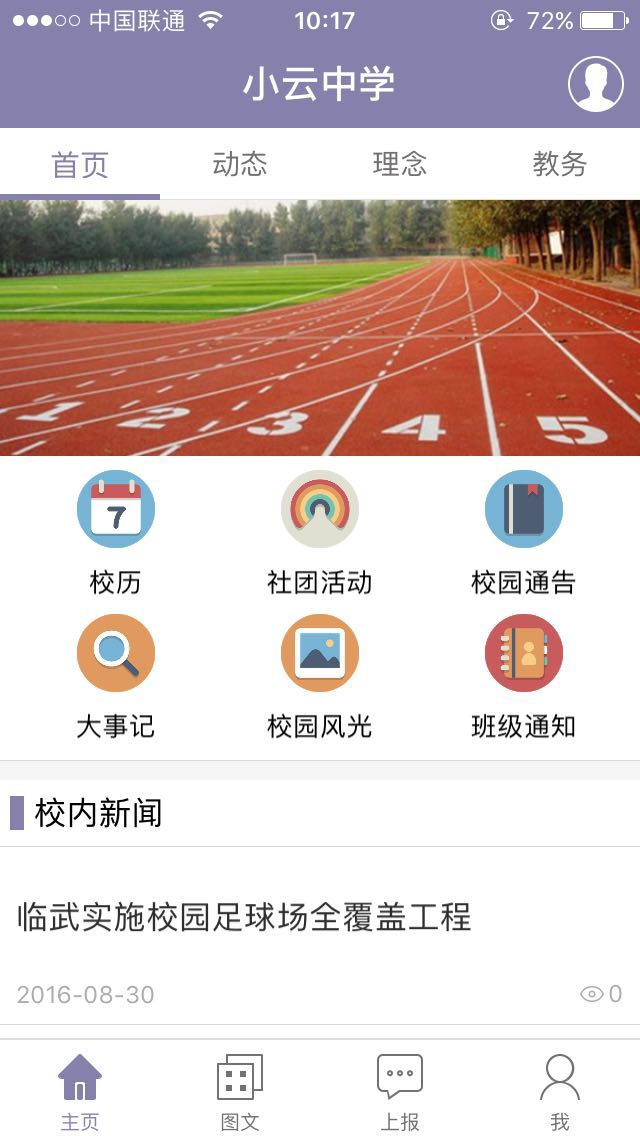 中国联通 10:17 72%
小云中学
首页 动态 理念 教务
1 2 3 4 5
7
校历 社团活动 校园通告
大事记 校园风光 班级通知
校内新闻
临武实施校园足球场全覆盖工程
2016-08-30 0
主页 图文 上报 我